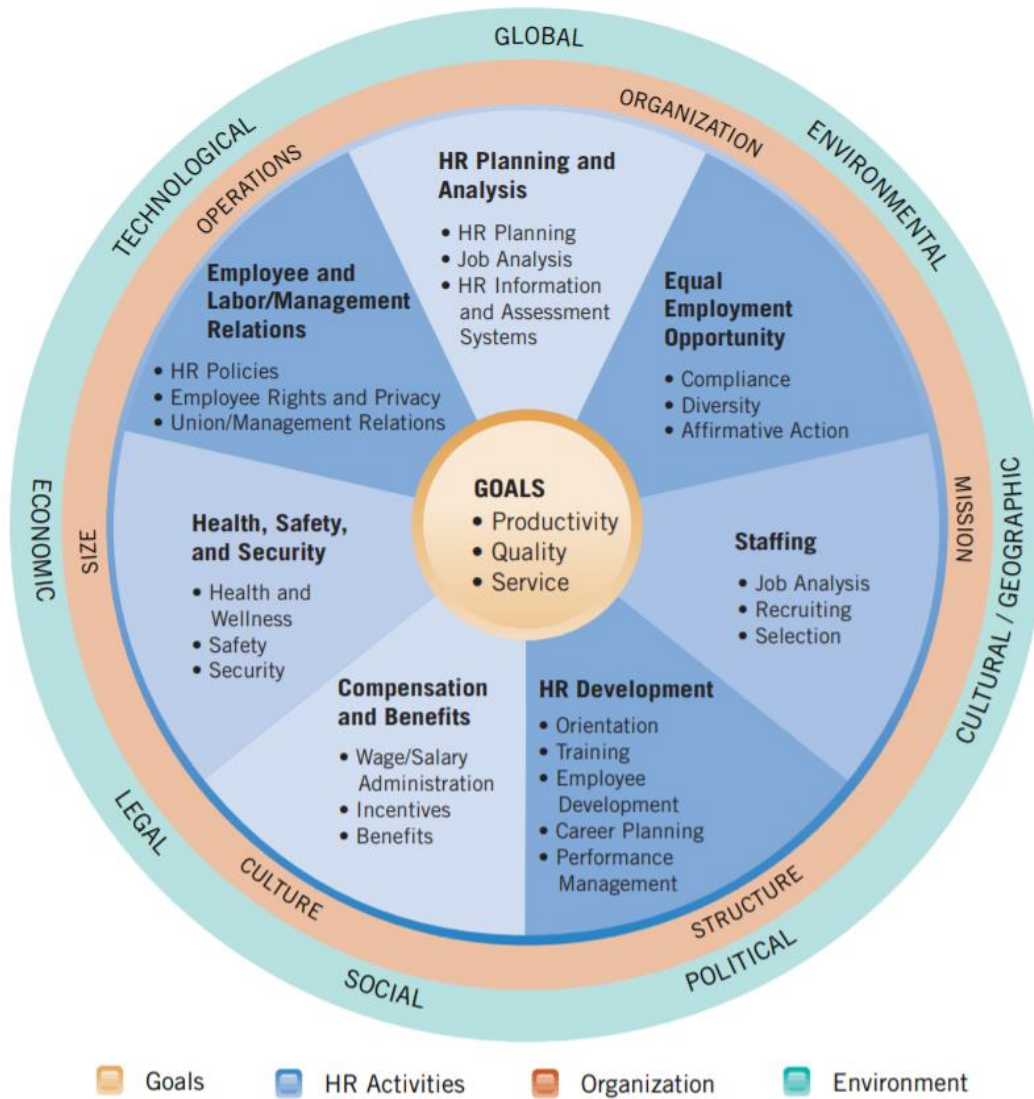 GLOBAL
ORGANIZATION
ENVIRONMENTAL
TECHNOLOGICAL
OPERATIONS
HR Planning and
Analysis
• HR Planning
• Job Analysis
• HR Information
and Assessment
Systems
Employee and
Labor/Management
Relations
• HR Policies
• Employee Rights and Privacy
• Union/Management Relations
Equal
Employment
Opportunity
• Compliance
• Diversity
• Affirmative Action
GOALS
• Productivity
• Quality
• Service
ECONOMIC
SIZE
Health, Safety,
and Security
• Health and
Wellness
• Safety
• Security
Staffing
• Job Analysis
• Recruiting
• Selection
MISSION
CULTURAL / GEOGRAPHIC
Compensation
and Benefits
• Wage/Salary
Administration
• Incentives
• Benefits
HR Development
• Orientation
• Training
• Employee
Development
• Career Planning
• Performance
Management
LEGAL
CULTURE
STRUCTURE
SOCIAL
POLITICAL
Goals
HR Activities
Organization
Environment